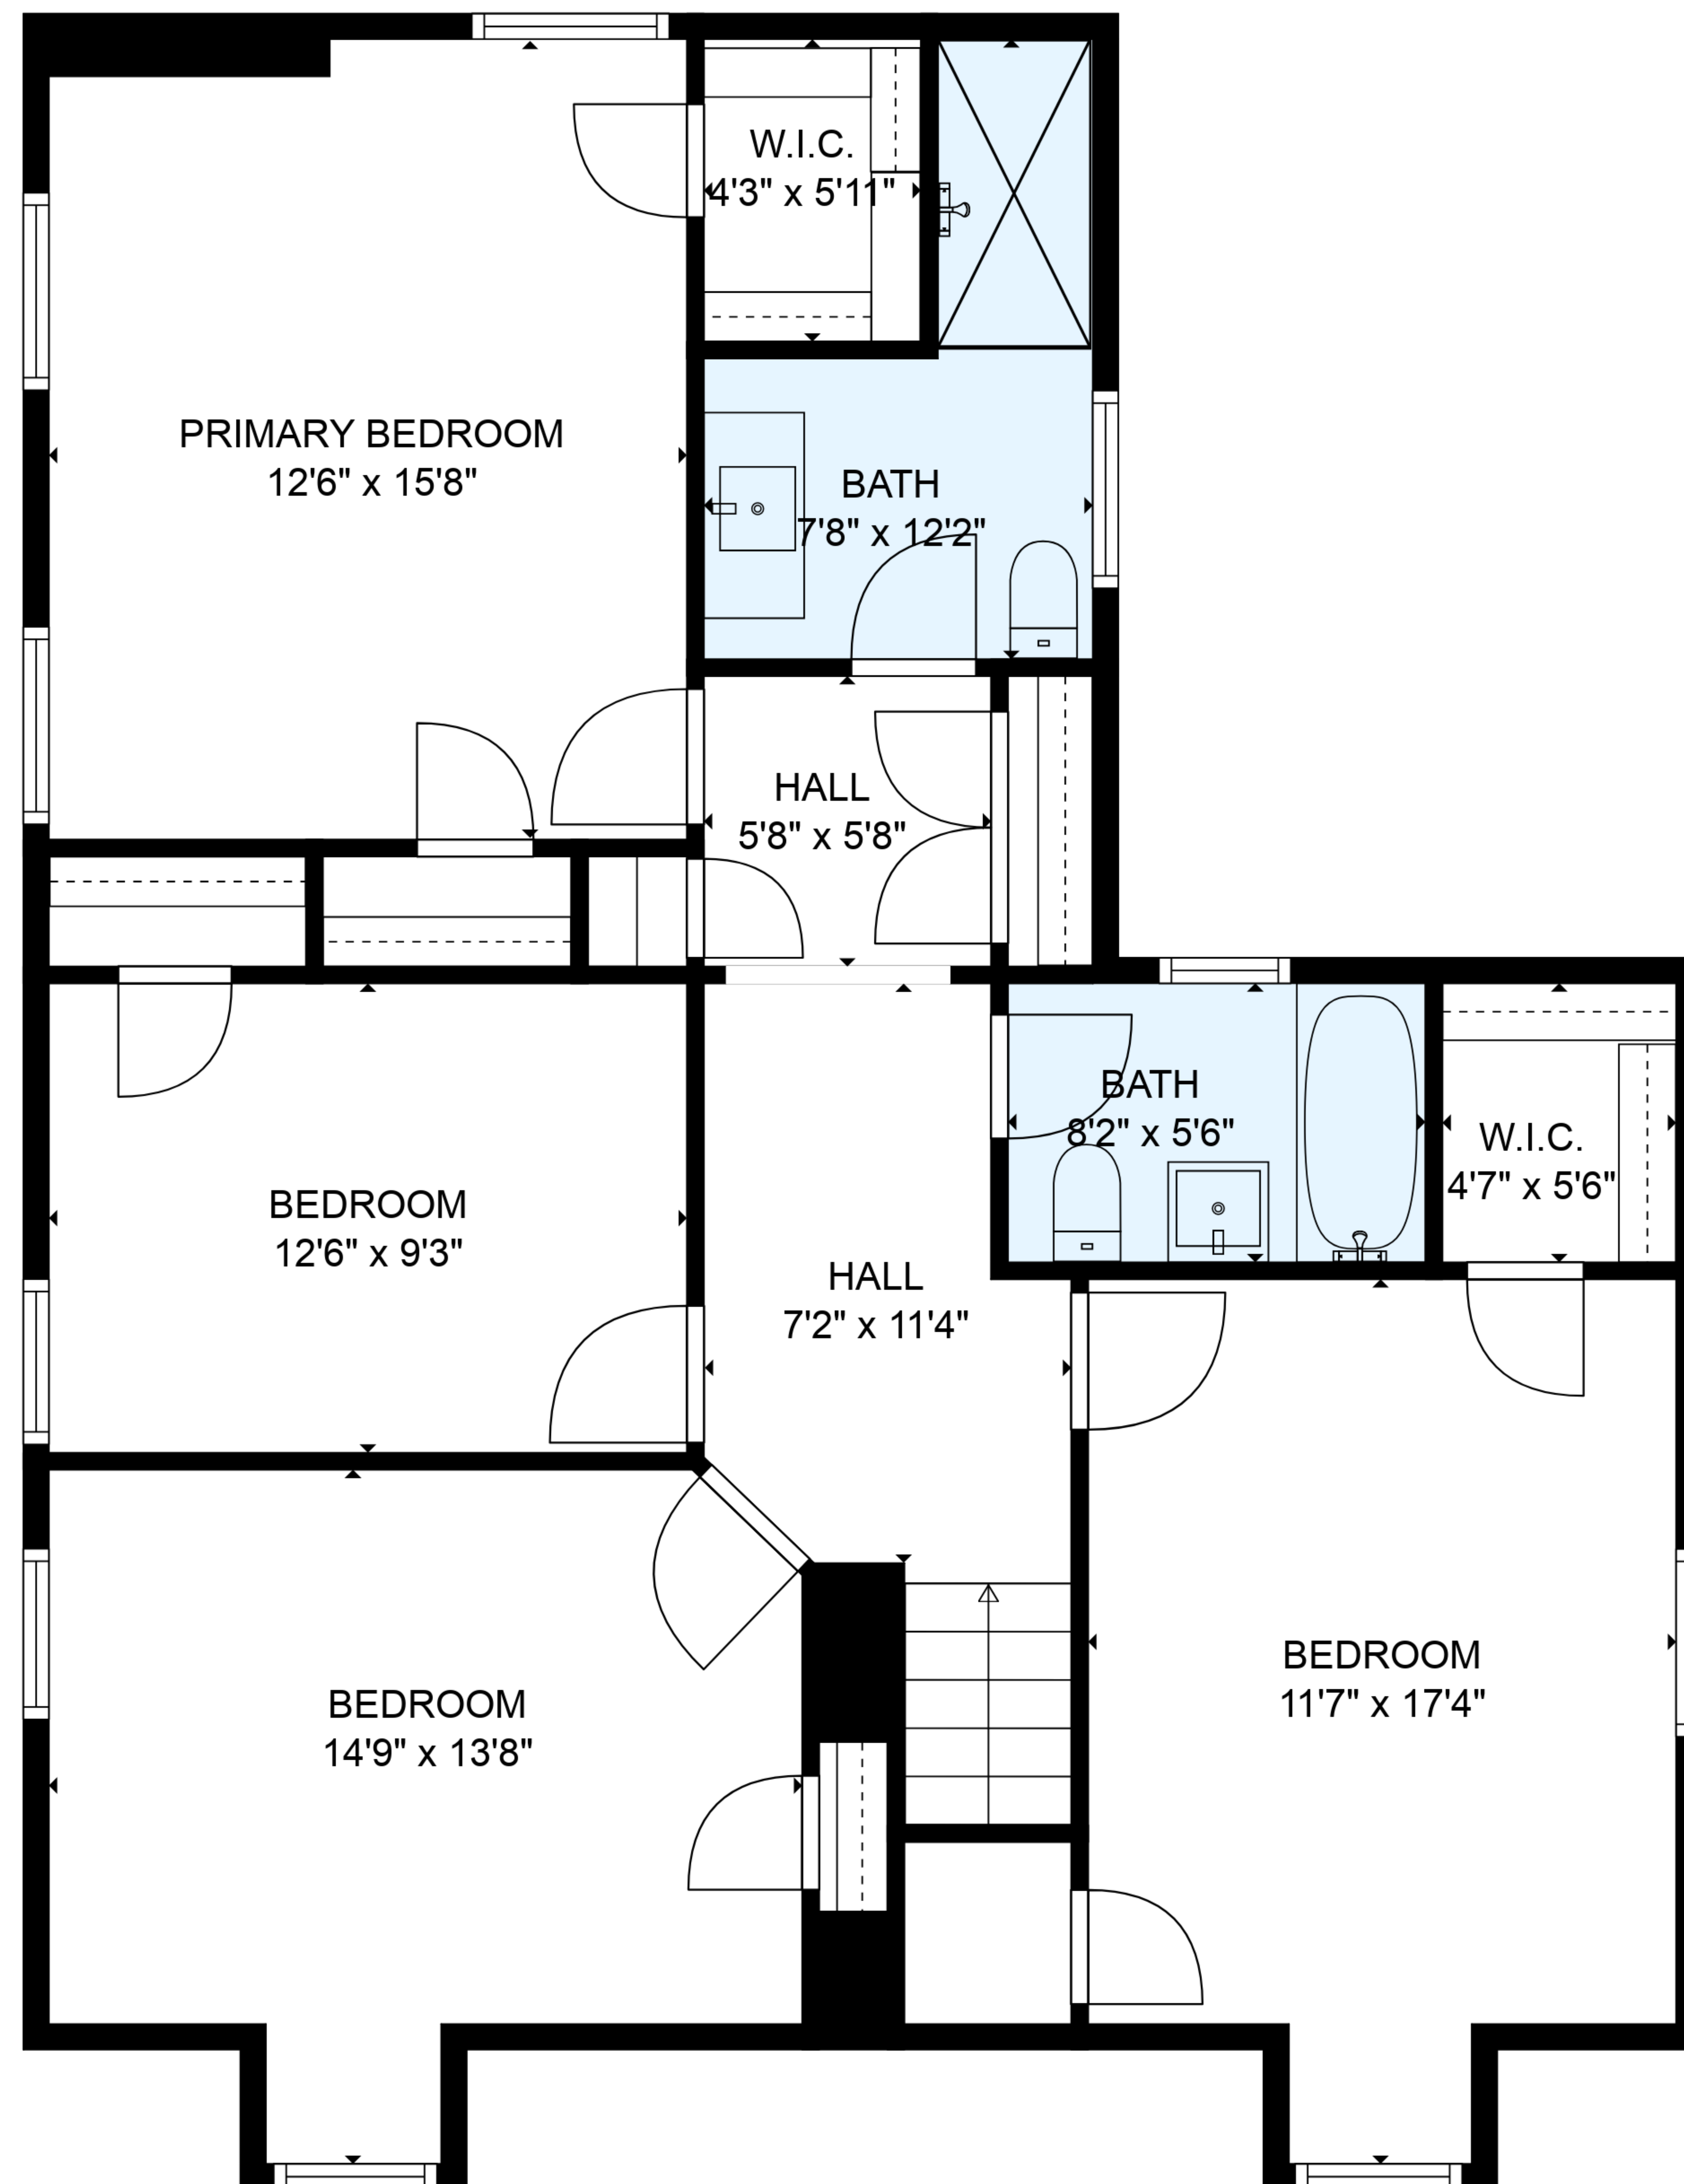 W.I.C.
4'3" x 5'11"
PRIMARY BEDROOM
12'6" x 15'8"
BATH
7'8" x 12'2"
HALL
5'8" x 5'8"
BATH
8'2" x 5'6"
W.I.C.
4'7" x 5'6"
BEDROOM
12'6" x 9'3"
HALL
7'2" x 11'4"
BEDROOM
11'7" x 17'4"
BEDROOM
14'9" x 13'8"